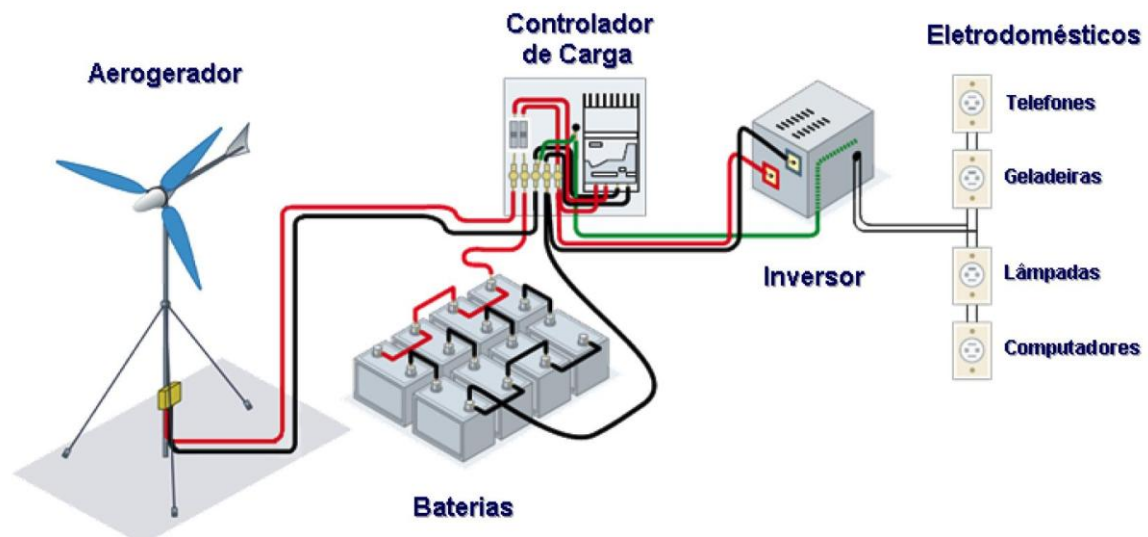 Aerogerador
Controlador
de Carga
Eletrodomésticos
Telefones
Geladeiras
Inversor
Lâmpadas
Computadores
Baterias